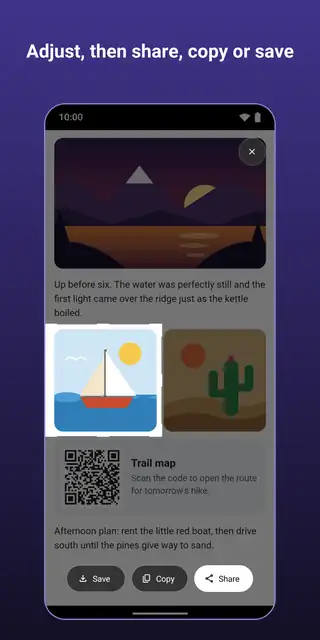 Adjust, then share, copy or save
10:00
Up before six. The water was perfectly still and the
first light came over the ridge just as the kettle
boiled.
Trail map
Scan the code to open the route
for tomorrow's hike.
Afternoon plan: rent the little red boat, then drive
south until the pines give way to sand.
Save
Copy
Share